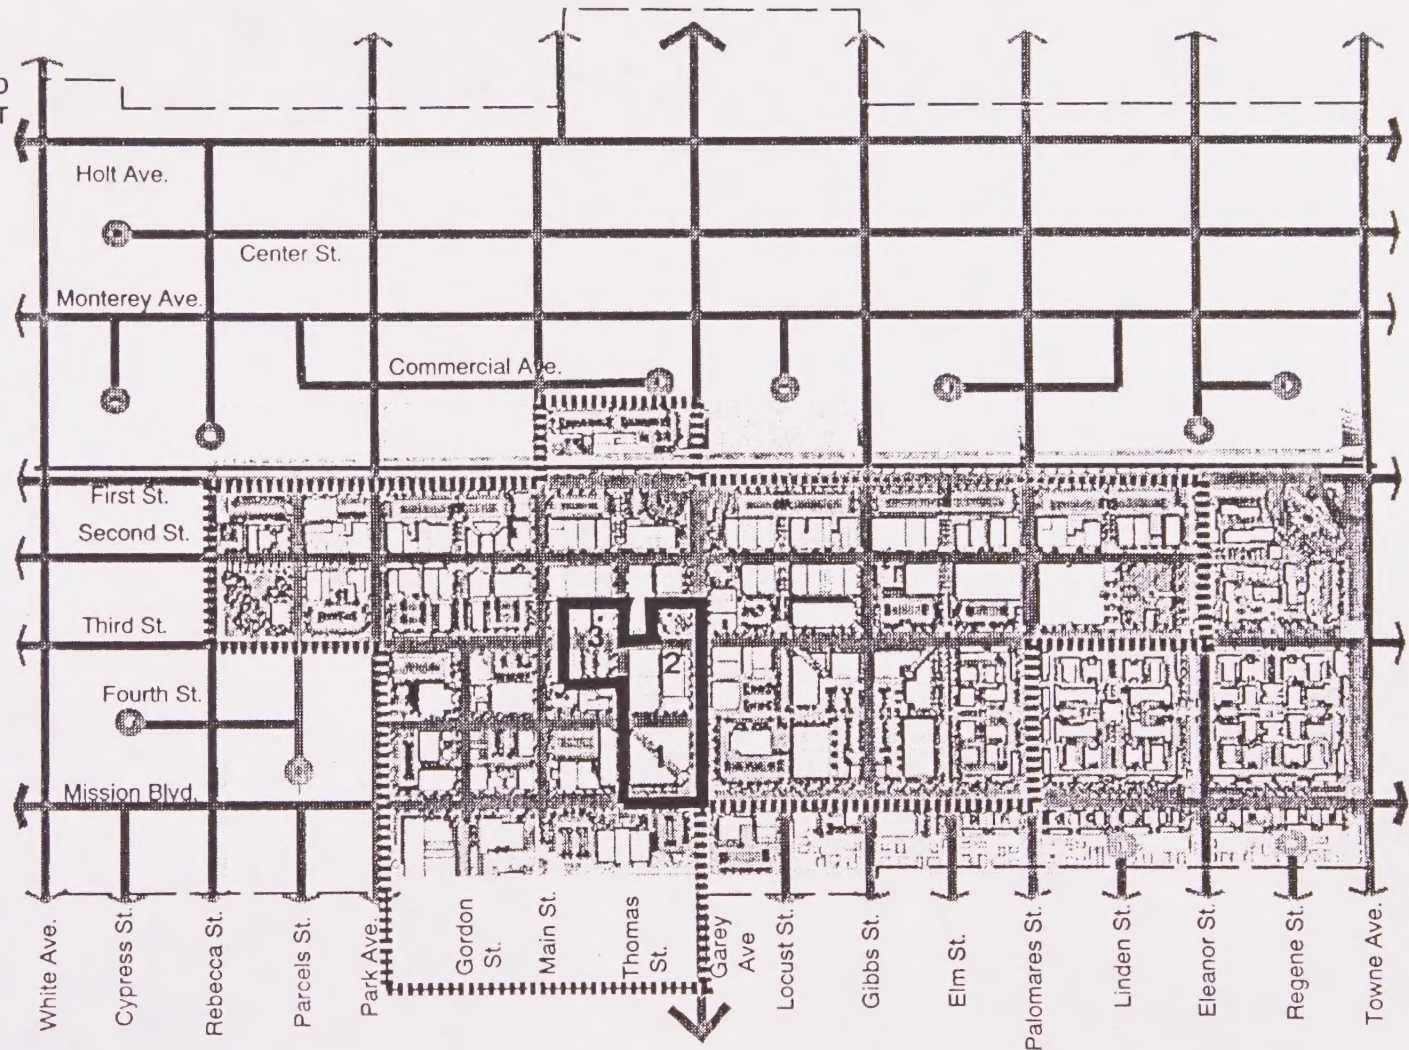 Holt Ave.
Center St.
Monterey Ave.
Commercial Ave.
First St.
Second St.
Third St.
Fourth St.
Mission Blvd.
3
2
White Ave.
Cypress St.
Rebecca St.
Parcels St.
Park Ave.
Gordon
St.
Main St.
Thomas
St.
Garey
Ave
Locust St.
Gibbs St.
Elm St.
Palomares St.
Linden St.
Eleanor St.
Regene St.
Towne Ave.